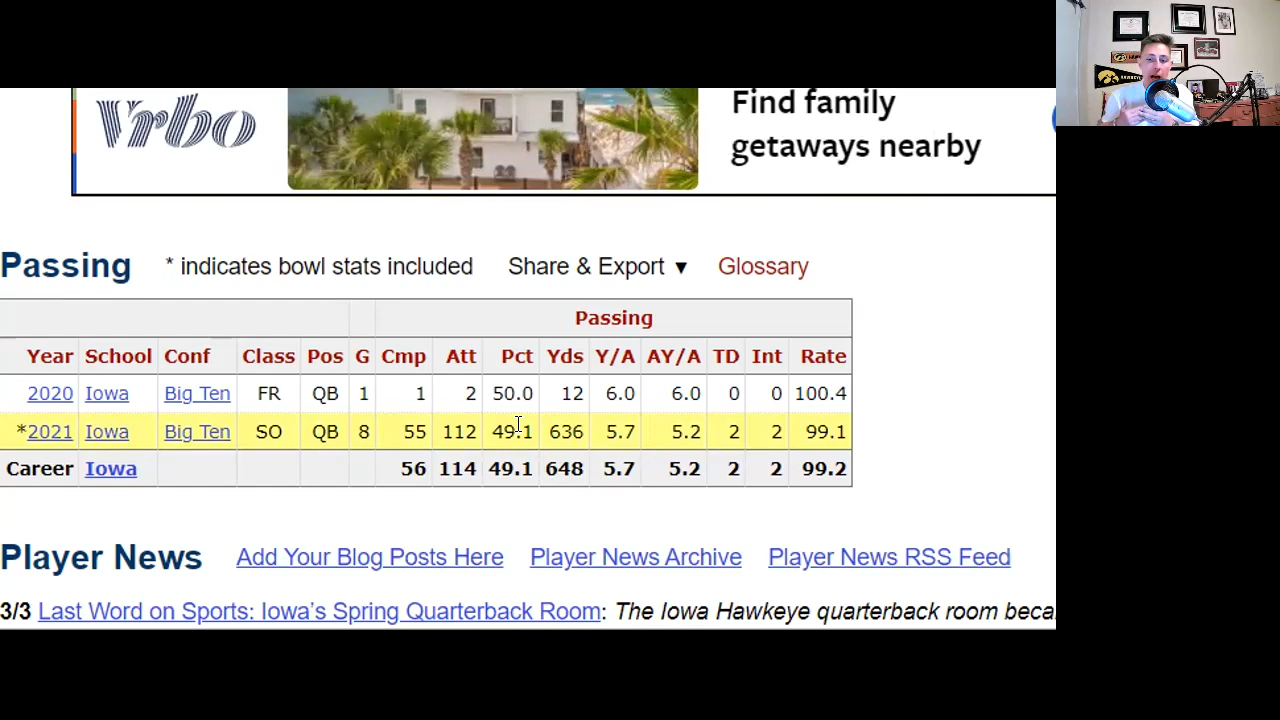 Vrbo
Find family
getaways nearby
Passing * indicates bowl stats included Share & Export ▼ Glossary
Passing
Year School Conf Class Pos G Cmp Att Pct Yds Y/A AY/A TD Int Rate
2020 Iowa Big Ten FR QB 1 1 2 50.0 12 6.0 6.0 0 0 100.4
*2021 Iowa Big Ten SO QB 8 55 112 49.1 636 5.7 5.2 2 2 99.1
Career Iowa 56 114 49.1 648 5.7 5.2 2 2 99.2
Player News Add Your Blog Posts Here Player News Archive Player News RSS Feed
3/3 Last Word on Sports: Iowa's Spring Quarterback Room: The Iowa Hawkeye quarterback room beca